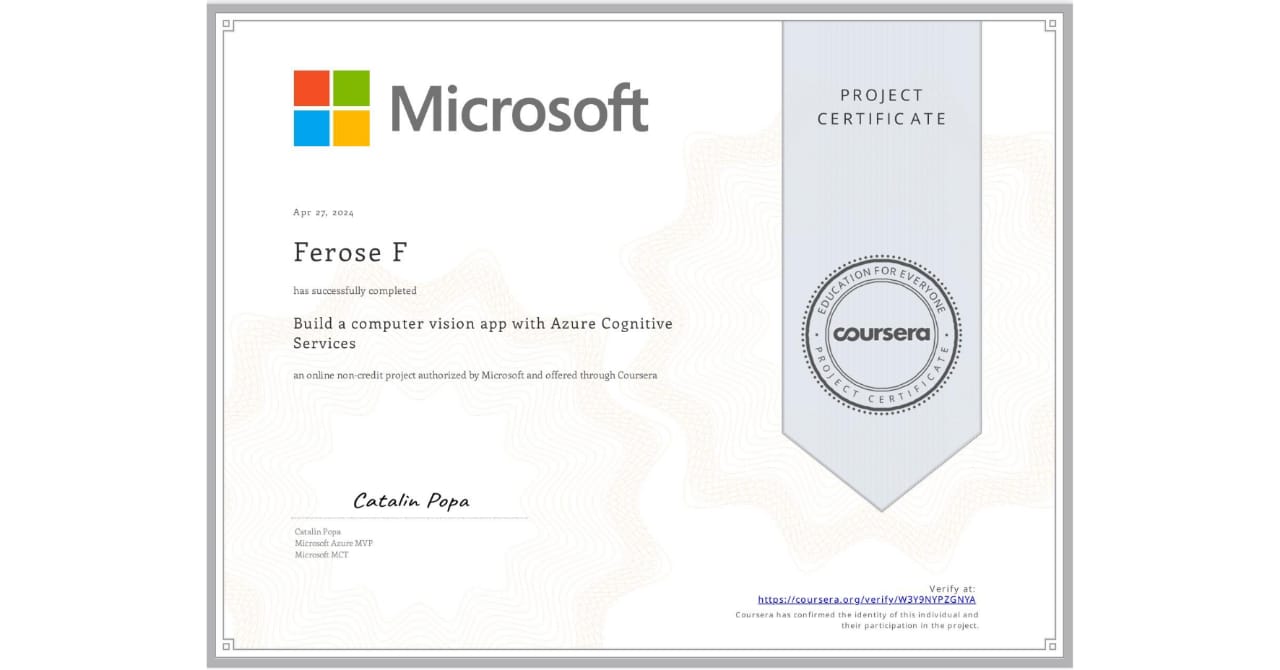 Microsoft
PROJECT
CERTIFICATE
Apr 27, 2024
Ferose F
has successfully completed
Build a computer vision app with Azure Cognitive
Services
an online non-credit project authorized by Microsoft and offered through Coursera
EDUCATION FOR EVERYONE
coursera
PROJECT CERTIFICATE
Catalin Popa
Catalin Popa
Microsoft Azure MVP
Microsoft MCT
Verify at:
https://coursera.org/verify/W3Y9NYPZGNYA
Coursera has confirmed the identity of this individual and
their participation in the project.